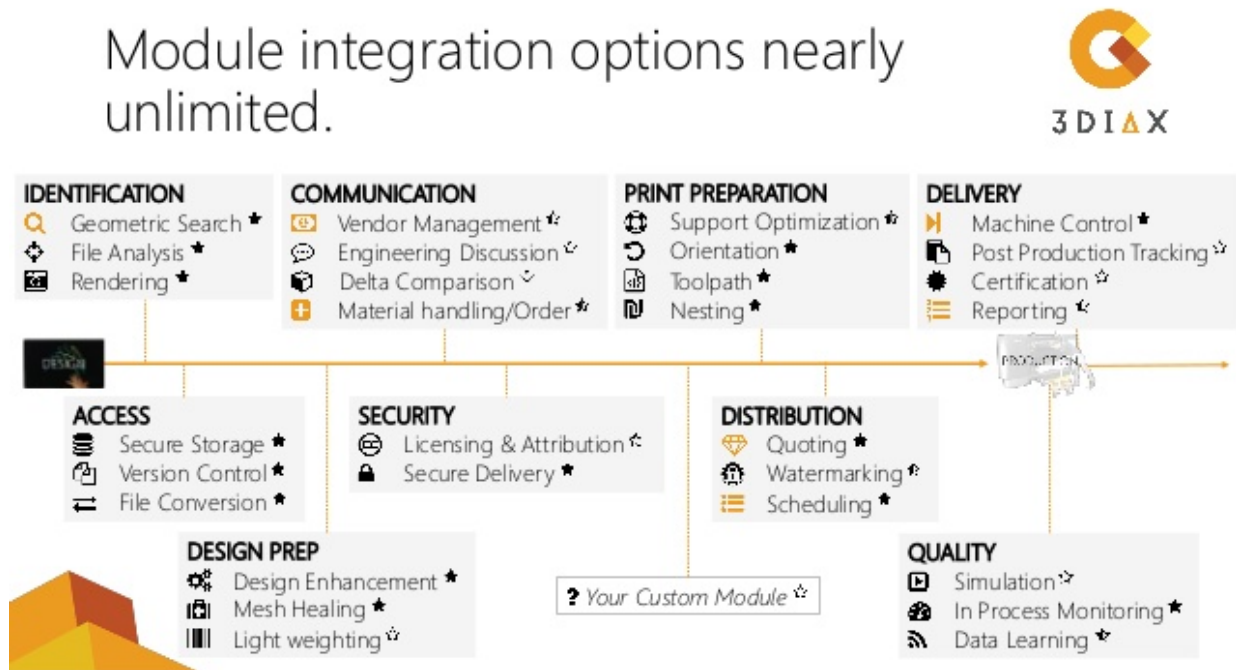 Module integration options nearly
unlimited.
3DIAX
IDENTIFICATION
Geometric Search
File Analysis
Rendering
COMMUNICATION
Vendor Management
Engineering Discussion
Delta Comparison
Material handling/Order
PRINT PREPARATION
Support Optimization
Orientation
Toolpath
Nesting
DELIVERY
Machine Control
Post Production Tracking
Certification
Reporting
DESIGN
PRODUCTION
ACCESS
Secure Storage
Version Control
File Conversion
SECURITY
Licensing & Attribution
Secure Delivery
DISTRIBUTION
Quoting
Watermarking
Scheduling
DESIGN PREP
Design Enhancement
Mesh Healing
Light weighting
? Your Custom Module
QUALITY
Simulation
In Process Monitoring
Data Learning